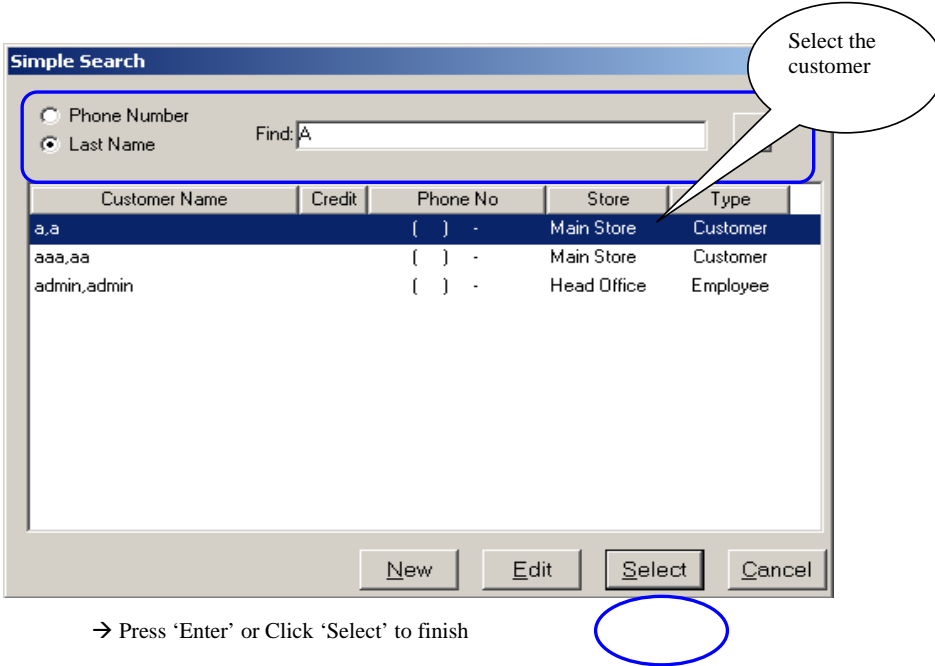 Select the
customer
Simple Search
Phone Number
Last Name
Find: A
Customer Name Credit Phone No Store Type
a,a ( ) - Main Store Customer
aaa,aa ( ) - Main Store Customer
admin,admin ( ) - Head Office Employee
New Edit Select Cancel
→ Press ‘Enter’ or Click ‘Select’ to finish